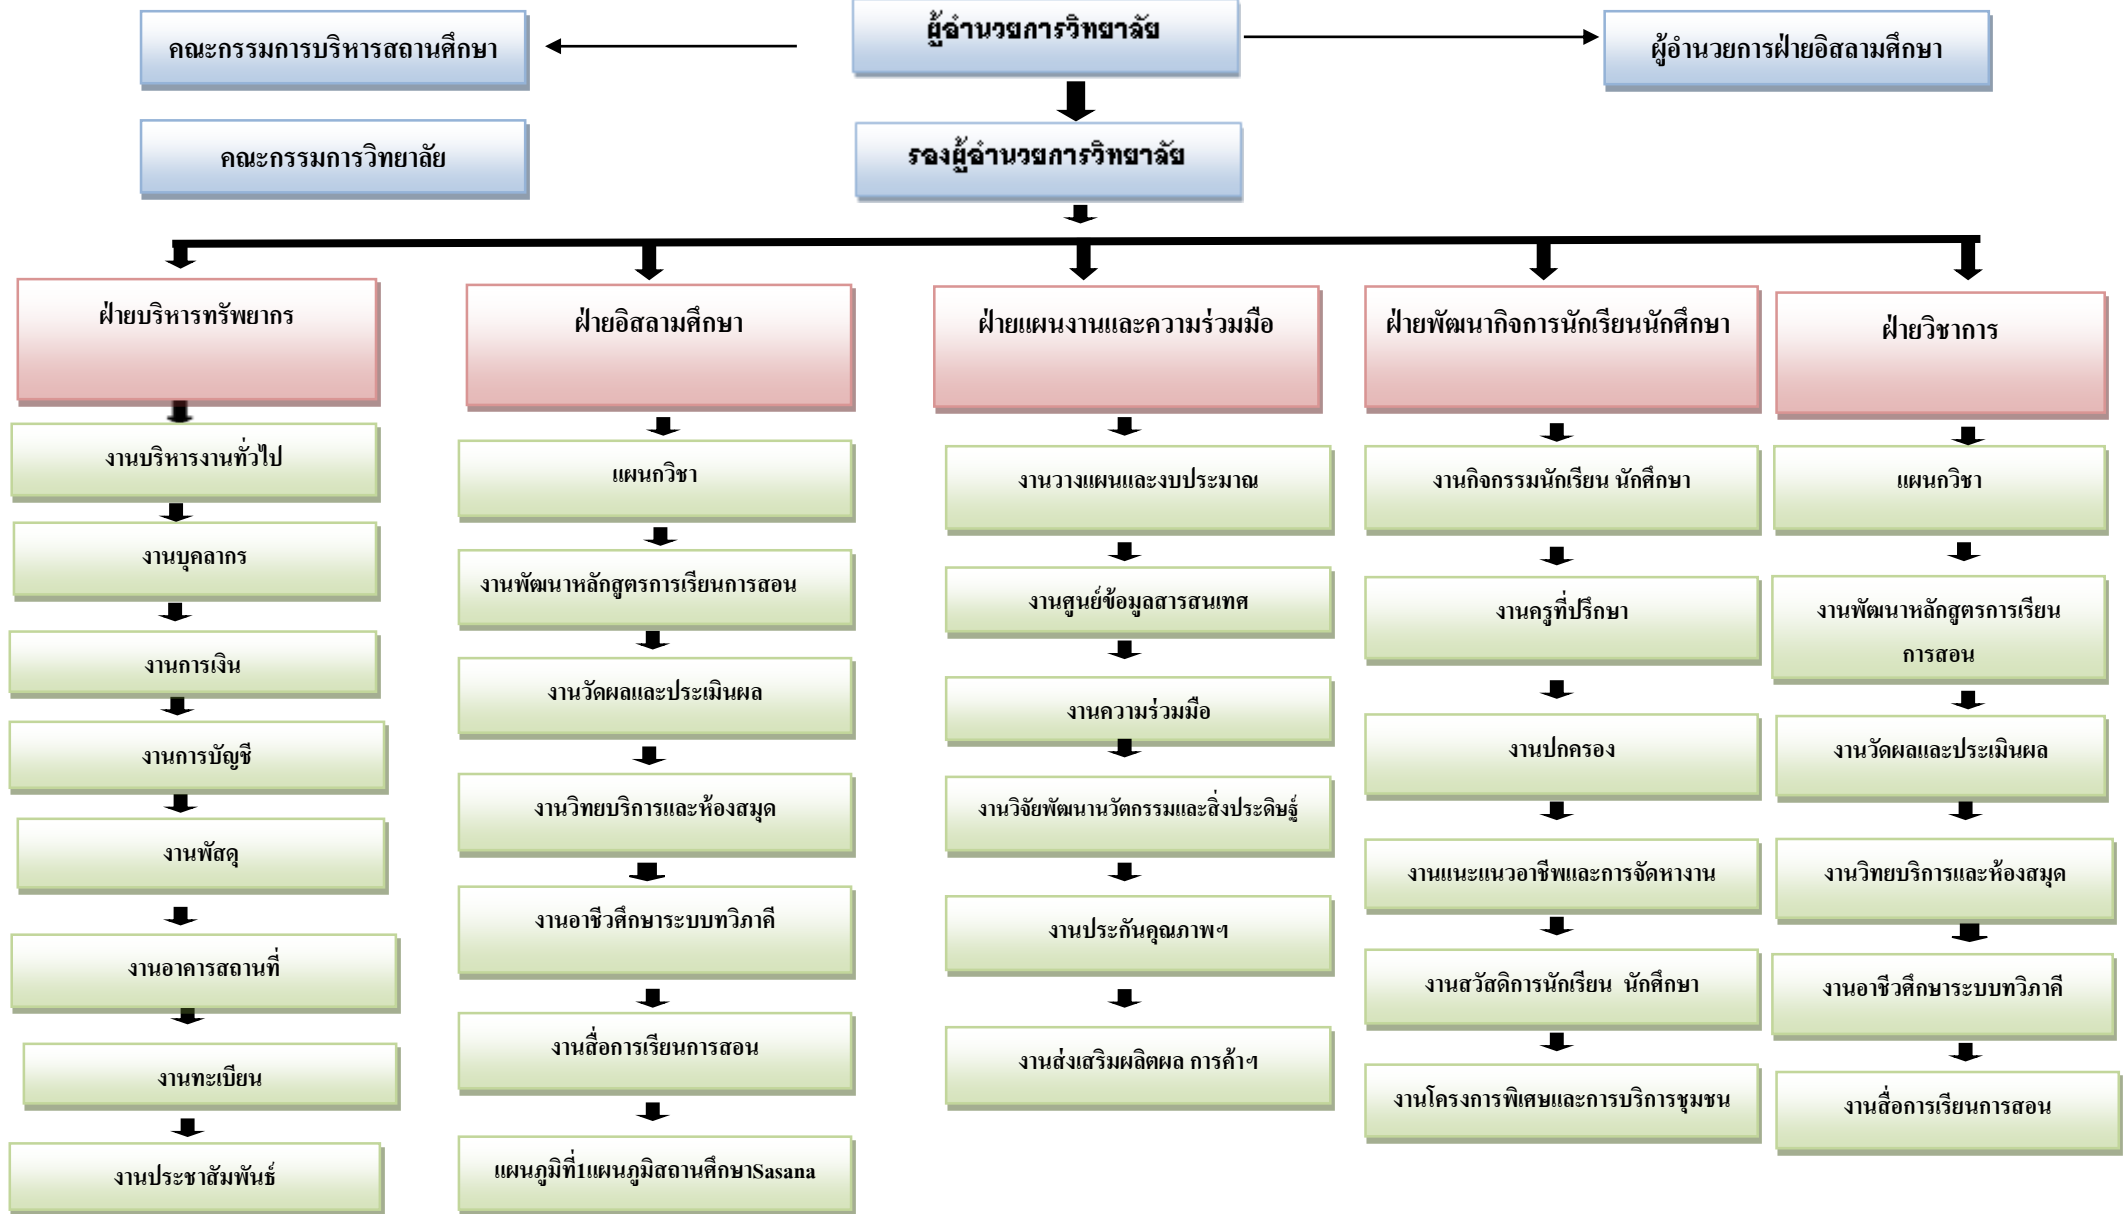 ผู้อำนวยการวิทยาลัย
คณะกรรมการบริหารสถานศึกษา
ผู้อำนวยการฝ่ายอิสลามศึกษา
คณะกรรมการวิทยาลัย
รองผู้อำนวยการวิทยาลัย
ฝ่ายบริหารทรัพยากร
งานบริหารงานทั่วไป
งานบุคลากร
งานการเงิน
งานการบัญชี
งานพัสดุ
งานอาคารสถานที่
งานทะเบียน
งานประชาสัมพันธ์
ฝ่ายอิสลามศึกษา
แผนกวิชา
งานพัฒนาหลักสูตรการเรียนการสอน
งานวัดผลและประเมินผล
งานวิทยบริการและห้องสมุด
งานอาชีวศึกษาระบบทวิภาคี
งานสื่อการเรียนการสอน
แผนภูมิที่1แผนภูมิสถานศึกษาSasana
ฝ่ายแผนงานและความร่วมมือ
งานวางแผนและงบประมาณ
งานศูนย์ข้อมูลสารสนเทศ
งานความร่วมมือ
งานวิจัยพัฒนานวัตกรรมและสิ่งประดิษฐ์
งานประกันคุณภาพฯ
งานส่งเสริมผลิตผล การค้าฯ
ฝ่ายพัฒนากิจการนักเรียนนักศึกษา
งานกิจกรรมนักเรียน นักศึกษา
งานครูที่ปรึกษา
งานปกครอง
งานแนะแนวอาชีพและการจัดหางาน
งานสวัสดิการนักเรียน นักศึกษา
งานโครงการพิเศษและการบริการชุมชน
ฝ่ายวิชาการ
แผนกวิชา
งานพัฒนาหลักสูตรการเรียน
การสอน
งานวัดผลและประเมินผล
งานวิทยบริการและห้องสมุด
งานอาชีวศึกษาระบบทวิภาคี
งานสื่อการเรียนการสอน